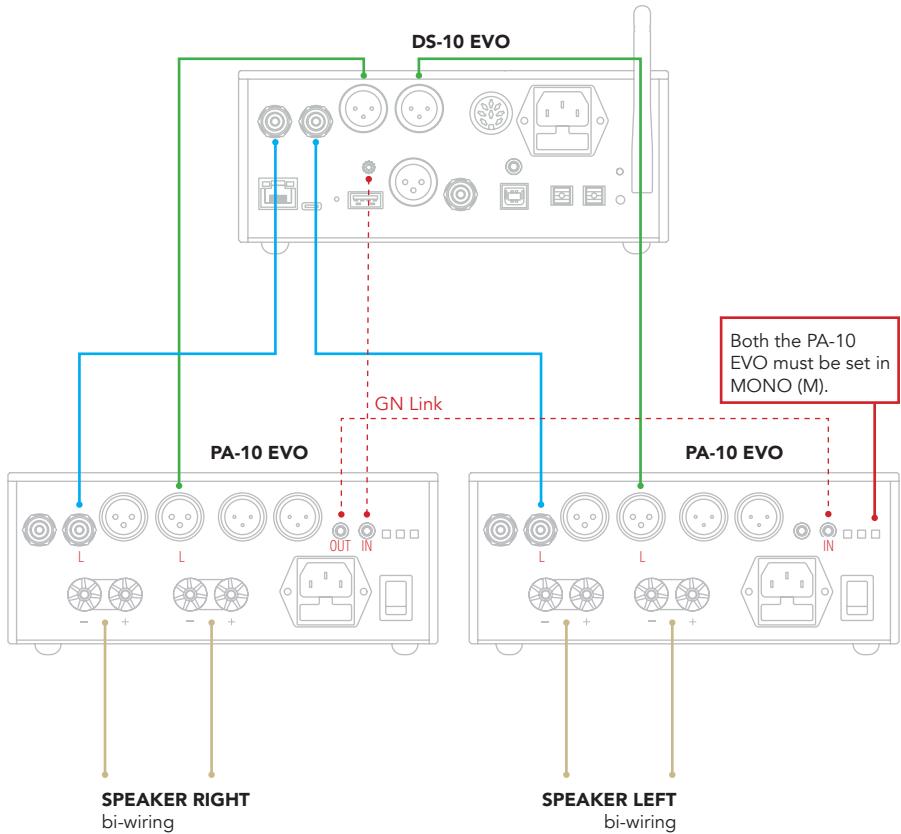 DS-10 EVO
Both the PA-10
EVO must be set in
MONO (M).
GN Link
PA-10 EVO
PA-10 EVO
L
L
OUT IN
L
L
IN
– +
– +
– +
– +
SPEAKER RIGHT
bi-wiring
SPEAKER LEFT
bi-wiring